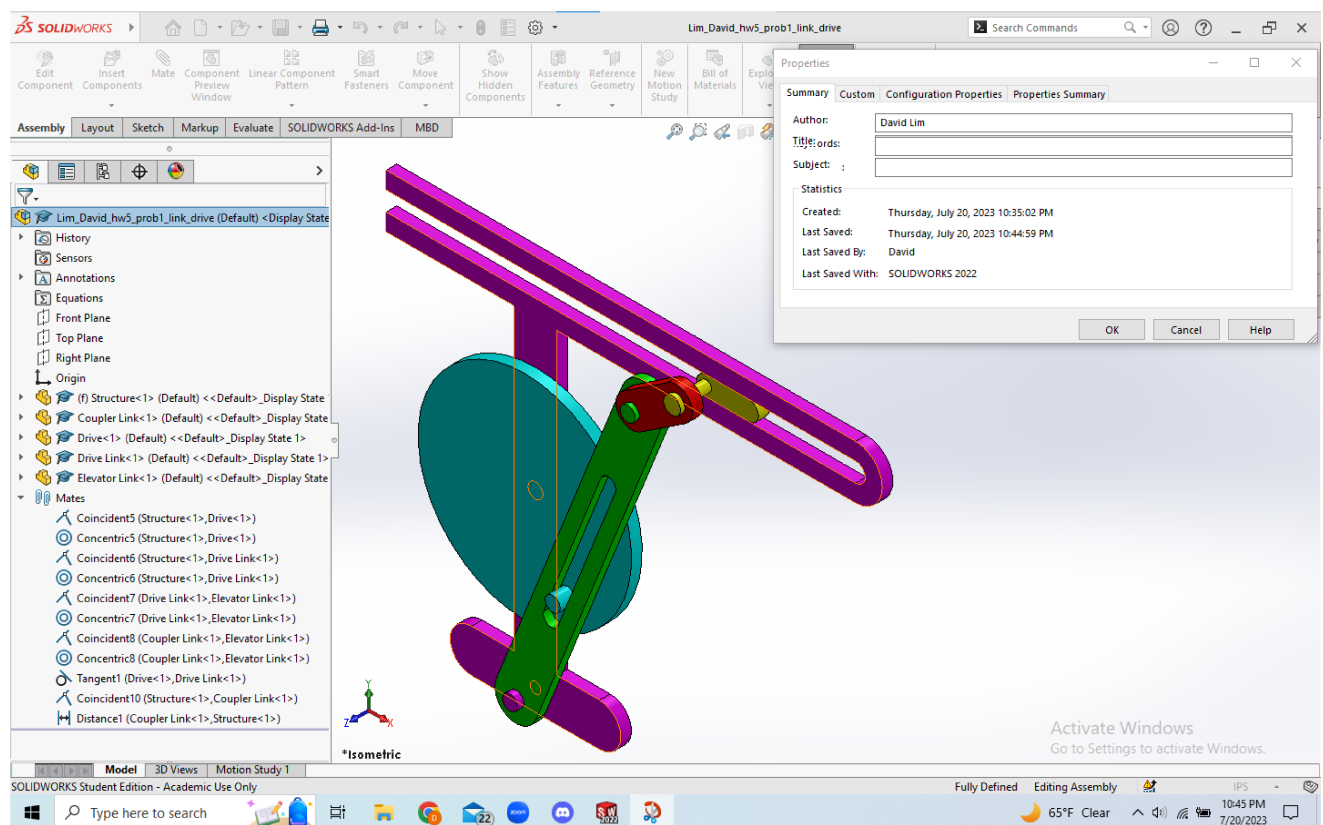 SOLIDWORKS
Lim_David_hw5_prob1_link_drive
Search Commands
Edit Component
Insert Components
Mate
Component Preview Window
Linear Component Pattern
Smart Fasteners
Move Component
Show Hidden Components
Assembly Features
Reference Geometry
New Motion Study
Bill of Materials
Assembly Layout Sketch Markup Evaluate SOLIDWORKS Add-Ins MBD
Properties
Summary Custom Configuration Properties Properties Summary
Author: David Lim
Title:
Subject:
Statistics
Created: Thursday, July 20, 2023 10:35:02 PM
Last Saved: Thursday, July 20, 2023 10:44:59 PM
Last Saved By: David
Last Saved With: SOLIDWORKS 2022
OK Cancel Help
Lim_David_hw5_prob1_link_drive (Default) <Display State
History
Sensors
Annotations
Equations
Front Plane
Top Plane
Right Plane
Origin
(f) Structure<1> (Default) <<Default>_Display State
Coupler Link<1> (Default) <<Default>_Display State
Drive<1> (Default) <<Default>_Display State 1>
Drive Link<1> (Default) <<Default>_Display State 1>
Elevator Link<1> (Default) <<Default>_Display State
Mates
Coincident5 (Structure<1>,Drive<1>)
Concentric5 (Structure<1>,Drive<1>)
Coincident6 (Structure<1>,Drive Link<1>)
Concentric6 (Structure<1>,Drive Link<1>)
Coincident7 (Drive Link<1>,Elevator Link<1>)
Concentric7 (Drive Link<1>,Elevator Link<1>)
Coincident8 (Coupler Link<1>,Elevator Link<1>)
Concentric8 (Coupler Link<1>,Elevator Link<1>)
Tangent1 (Drive<1>,Drive Link<1>)
Coincident10 (Structure<1>,Coupler Link<1>)
Distance1 (Coupler Link<1>,Structure<1>)
Y
Z X
*Isometric
Activate Windows
Go to Settings to activate Windows.
Model 3D Views Motion Study 1
SOLIDWORKS Student Edition - Academic Use Only
Fully Defined Editing Assembly IPS
Type here to search
22
65°F Clear
10:45 PM
7/20/2023